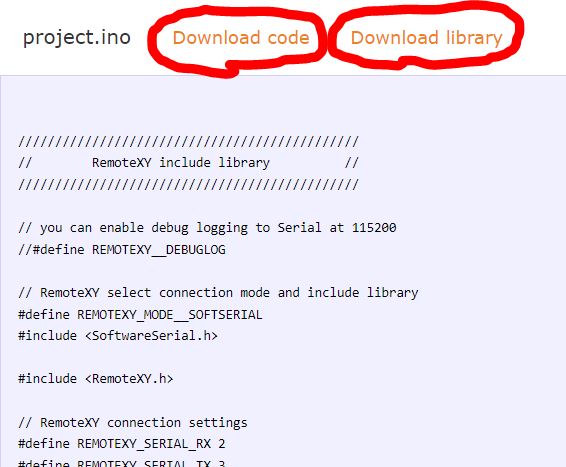 project.ino Download code Download library
///////////////////////////////////////////////
// RemoteXY include library //
///////////////////////////////////////////////
// you can enable debug logging to Serial at 115200
//#define REMOTEXY__DEBUGLOG
// RemoteXY select connection mode and include library
#define REMOTEXY_MODE__SOFTSERIAL
#include <SoftwareSerial.h>
#include <RemoteXY.h>
// RemoteXY connection settings
#define REMOTEXY_SERIAL_RX 2
#define REMOTEXY_SERIAL_TX 3